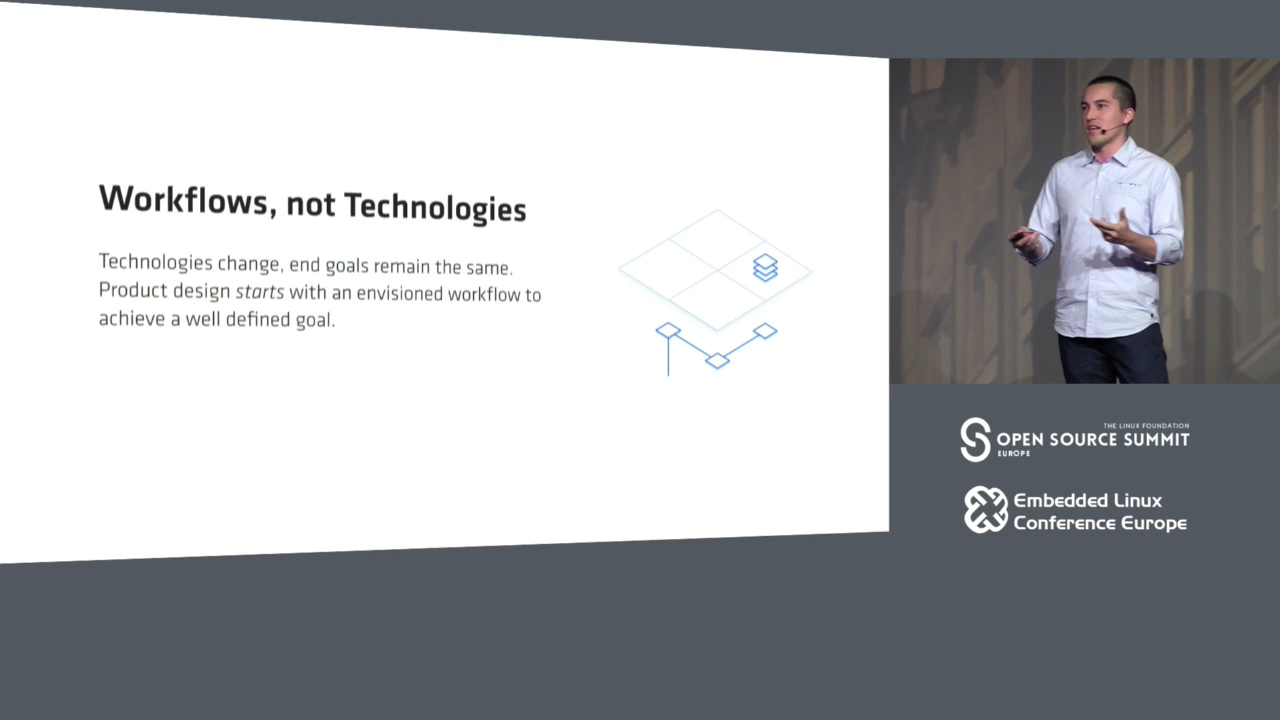 Workflows, not Technologies
Technologies change, end goals remain the same.
Product design starts with an envisioned workflow to
achieve a well defined goal.
THE LINUX FOUNDATION
OPEN SOURCE SUMMIT
EUROPE
Embedded Linux
Conference Europe